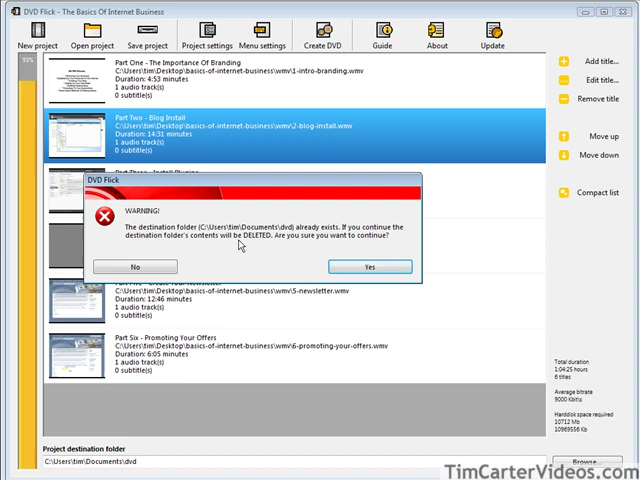 DVD Flick - The Basics Of Internet Business
New project
Open project
Save project
Project settings
Menu settings
Create DVD
Guide
About
Update
93%
Part One - The Importance Of Branding
C:\Users\tim\Desktop\basics-of-internet-business\wmv\1-intro-branding.wmv
Duration: 4:53 minutes
1 audio track(s)
0 subtitle(s)
Part Two - Blog Install
C:\Users\tim\Desktop\basics-of-internet-business\wmv\2-blog-install.wmv
Duration: 14:31 minutes
1 audio track(s)
0 subtitle(s)
DVD Flick
WARNING!
The destination folder (C:\Users\tim\Documents\dvd) already exists. If you continue the
destination folder's contents will be DELETED. Are you sure you want to continue?
No
Yes
C:\Users\tim\Desktop\basics-of-internet-business\wmv\5-newsletter.wmv
Duration: 12:46 minutes
1 audio track(s)
0 subtitle(s)
Part Six - Promoting Your Offers
C:\Users\tim\Desktop\basics-of-internet-business\wmv\6-promoting-your-offers.wmv
Duration: 6:05 minutes
1 audio track(s)
0 subtitle(s)
Add title...
Edit title...
Remove title
Move up
Move down
Compact list
Total duration
1:04:25 hours
6 titles
Average bitrate
9000 Kbit/s
Harddisk space required
10712 Mb
10969556 Kb
Project destination folder
C:\Users\tim\Documents\dvd
Browse...
TimCarterVideos.com